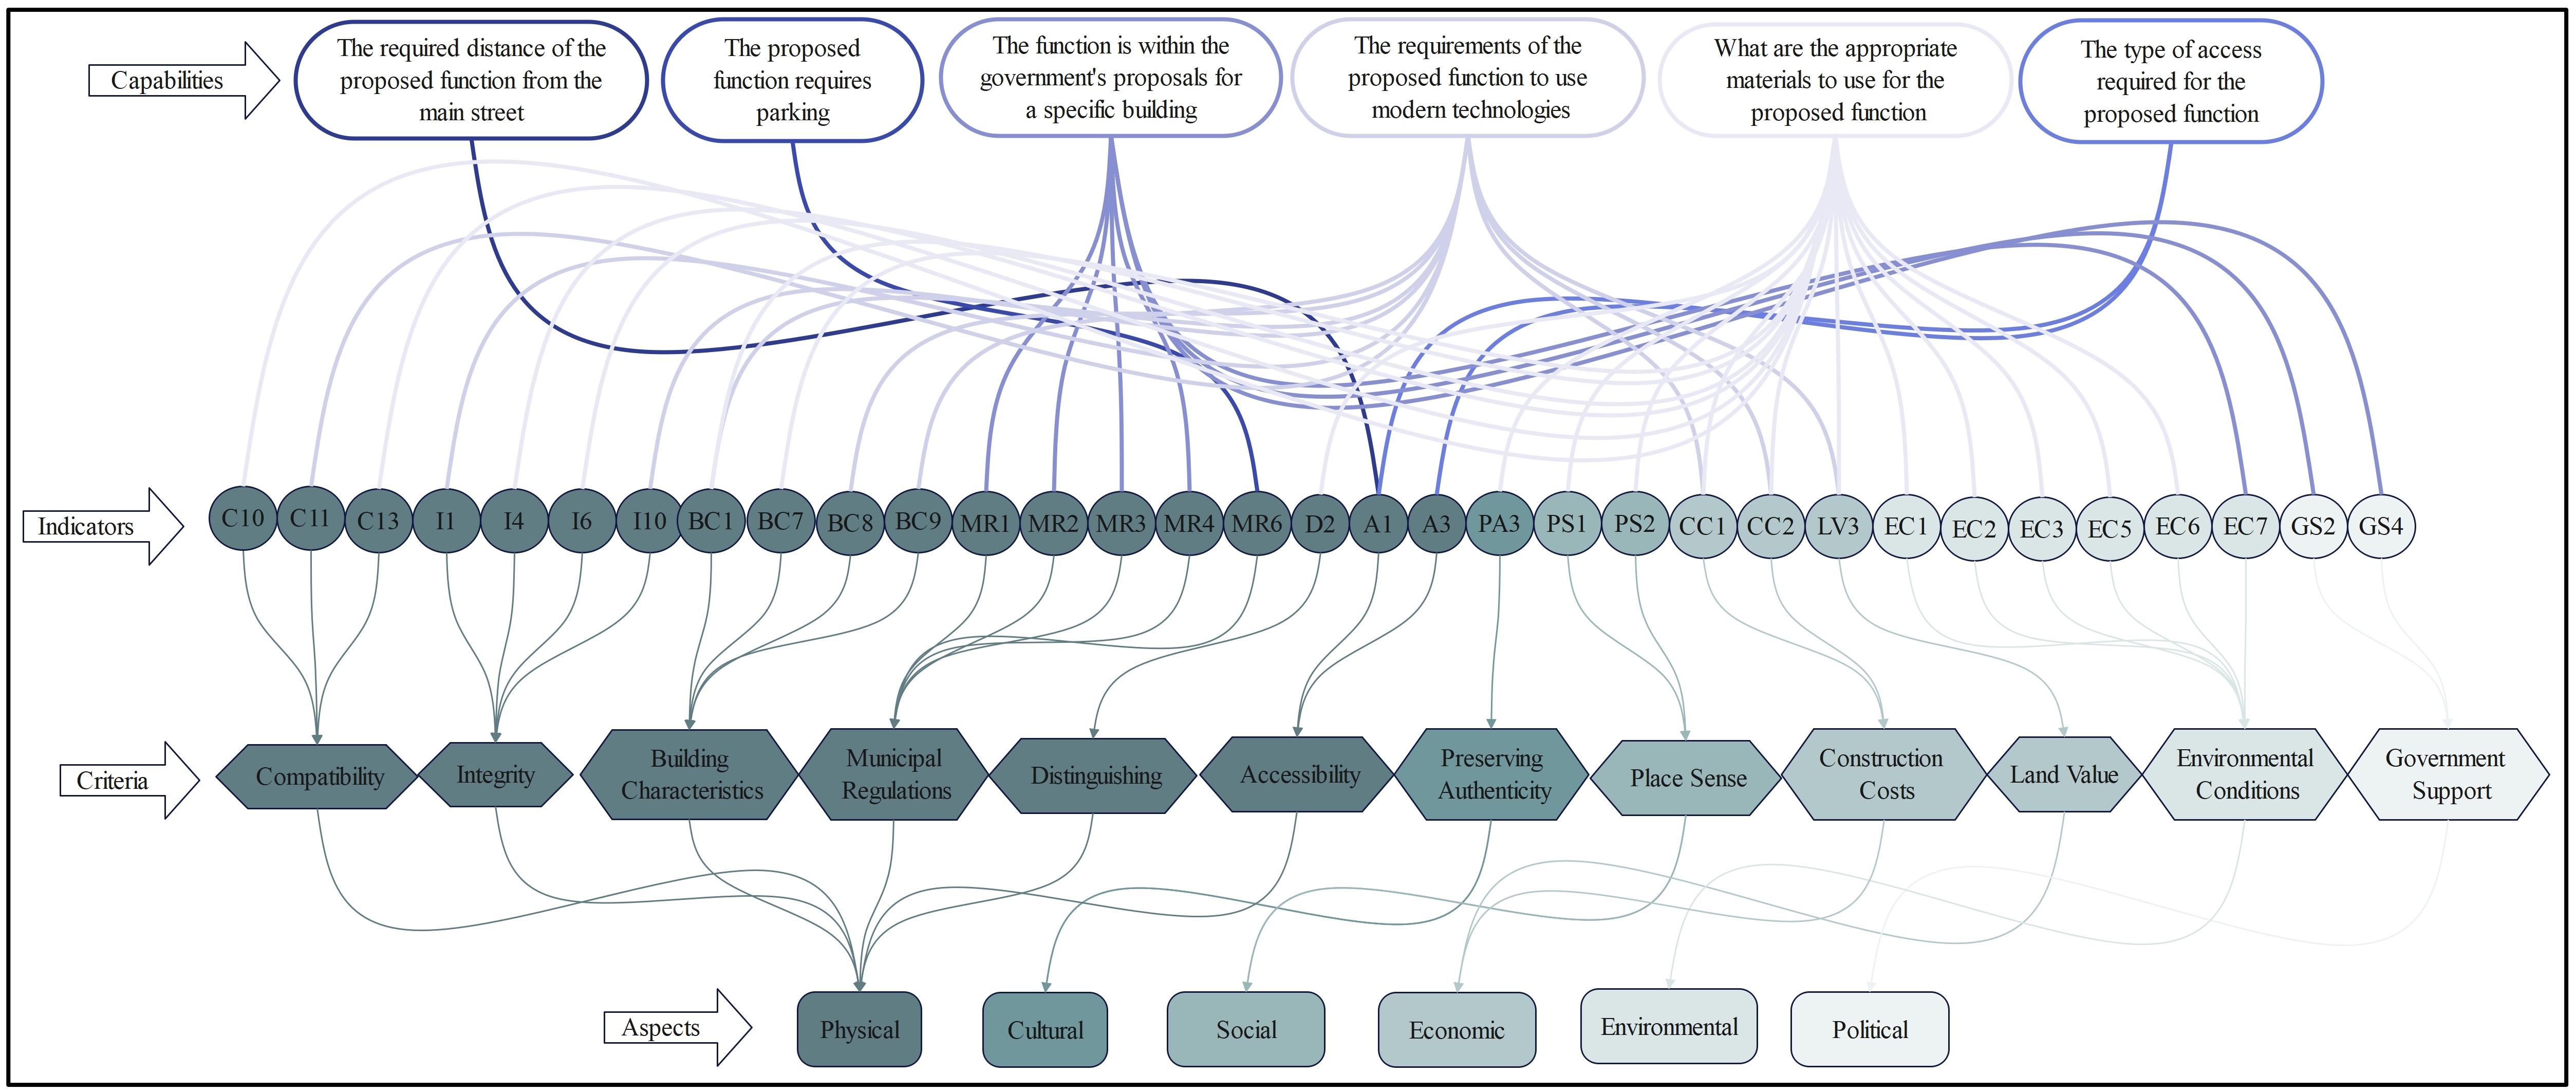 Capabilities
The required distance of the
proposed function from the
main street
The proposed
function requires
parking
The function is within the
government's proposals for
a specific building
The requirements of the
proposed function to use
modern technologies
What are the appropriate
materials to use for the
proposed function
The type of access
required for the
proposed function
Indicators
C10
C11
C13
I1
I4
I6
I10
BC1
BC7
BC8
BC9
MR1
MR2
MR3
MR4
MR6
D2
A1
A3
PA3
PS1
PS2
CC1
CC2
LV3
EC1
EC2
EC3
EC5
EC6
EC7
GS2
GS4
Criteria
Compatibility
Integrity
Building
Characteristics
Municipal
Regulations
Distinguishing
Accessibility
Preserving
Authenticity
Place Sense
Construction
Costs
Land Value
Environmental
Conditions
Government
Support
Aspects
Physical
Cultural
Social
Economic
Environmental
Political